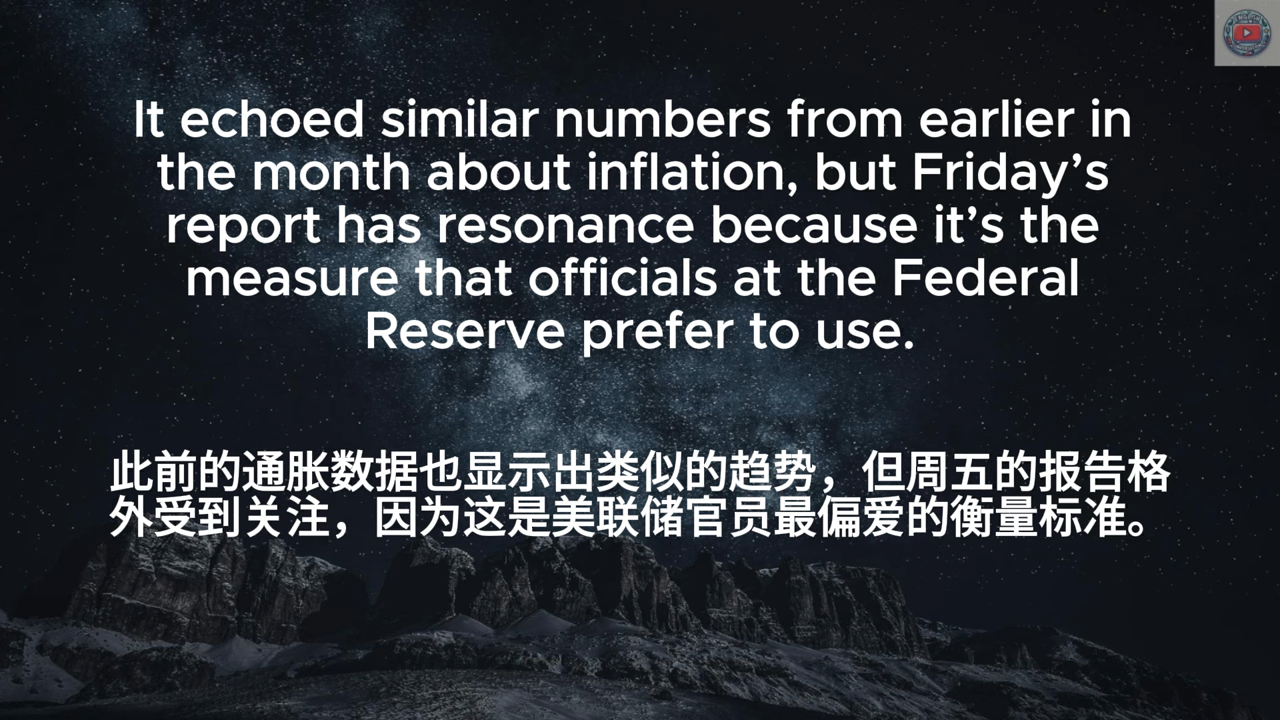 It echoed similar numbers from earlier in
the month about inflation, but Friday’s
report has resonance because it’s the
measure that officials at the Federal
Reserve prefer to use.
此前的通胀数据也显示出类似的趋势，但周五的报告格
外受到关注，因为这是美联储官员最偏爱的衡量标准。